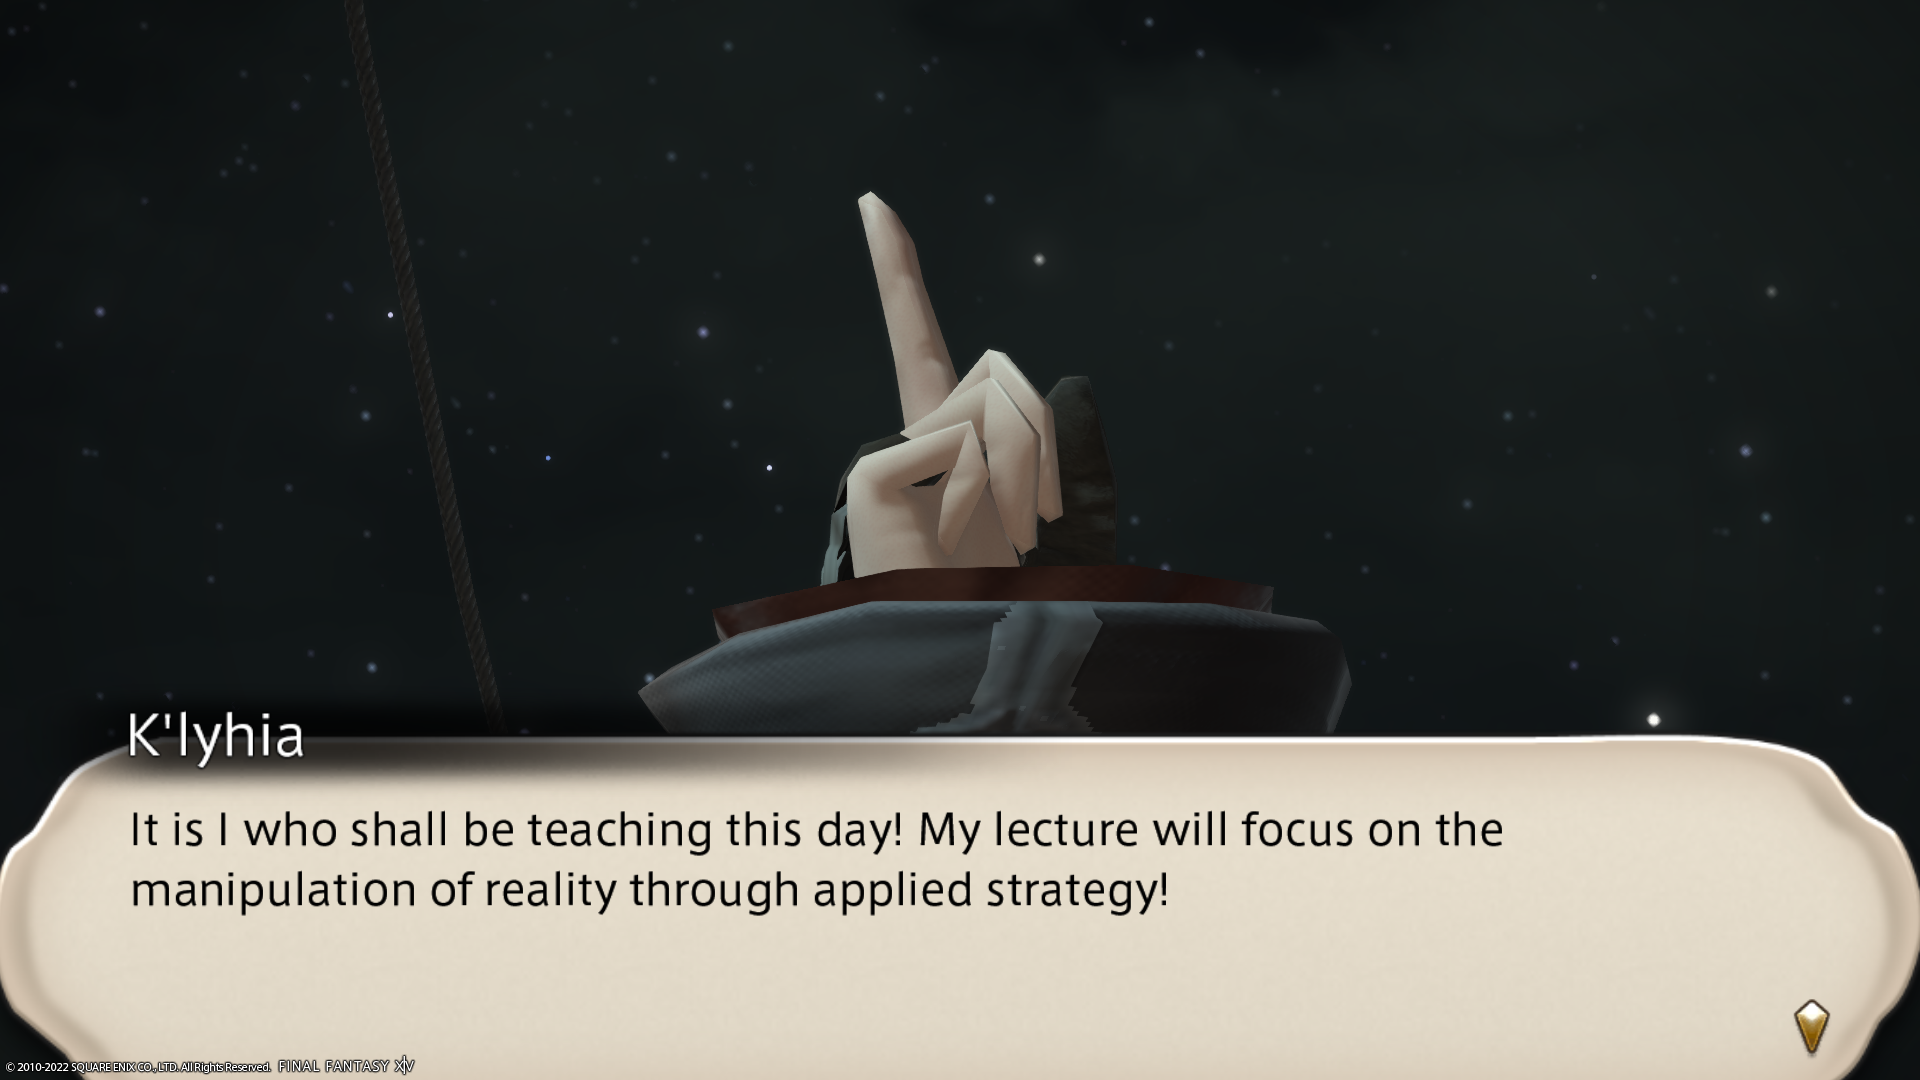 K'lyhia
It is I who shall be teaching this day! My lecture will focus on the
manipulation of reality through applied strategy!
© 2010-2022 SQUARE ENIX CO., LTD. All Rights Reserved. FINAL FANTASY XIV